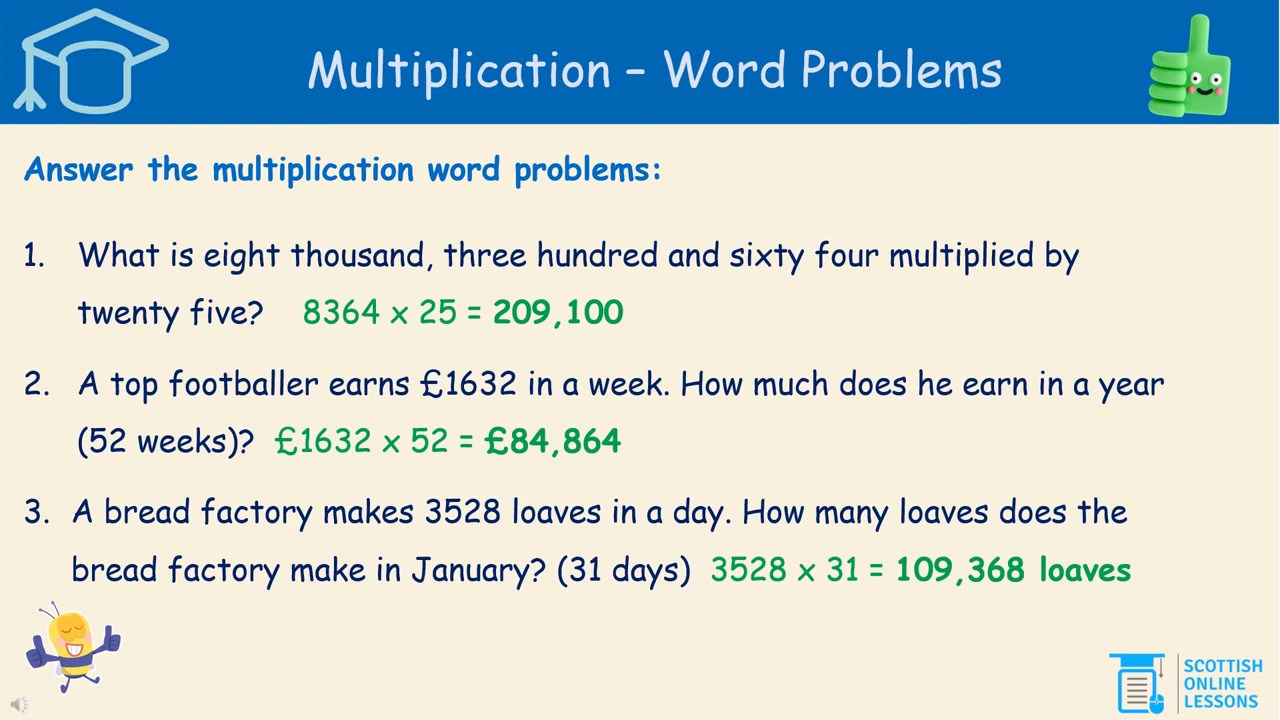 Multiplication – Word Problems
Answer the multiplication word problems:
1. What is eight thousand, three hundred and sixty four multiplied by
twenty five? 8364 x 25 = 209,100
2. A top footballer earns £1632 in a week. How much does he earn in a year
(52 weeks)? £1632 x 52 = £84,864
3. A bread factory makes 3528 loaves in a day. How many loaves does the
bread factory make in January? (31 days) 3528 x 31 = 109,368 loaves
SCOTTISH
ONLINE
LESSONS